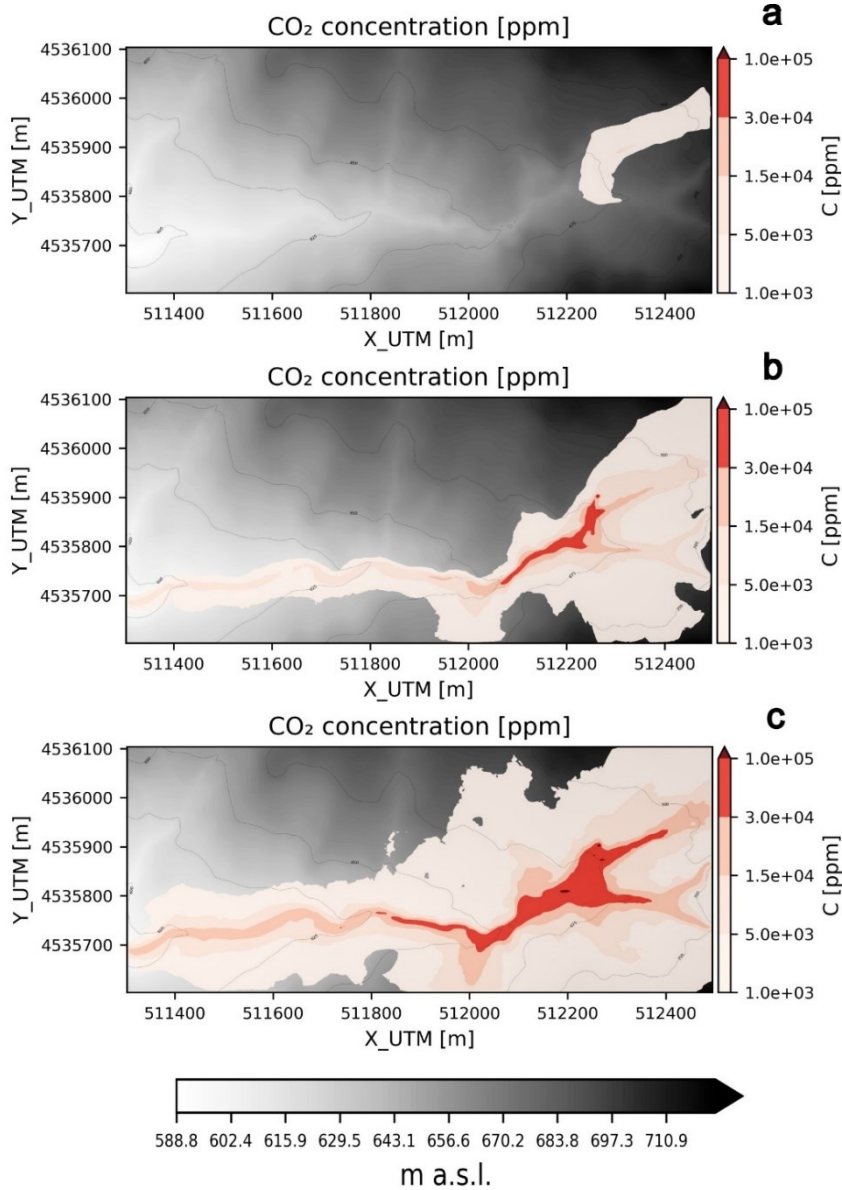 a
CO₂ concentration [ppm]
4536100
4536000
4535900
4535800
4535700
Y_UTM [m]
511400 511600 511800 512000 512200 512400
X_UTM [m]
1.0e+05
3.0e+04
1.5e+04
5.0e+03
1.0e+03
C [ppm]
b
CO₂ concentration [ppm]
4536100
4536000
4535900
4535800
4535700
Y_UTM [m]
511400 511600 511800 512000 512200 512400
X_UTM [m]
1.0e+05
3.0e+04
1.5e+04
5.0e+03
1.0e+03
C [ppm]
c
CO₂ concentration [ppm]
4536100
4536000
4535900
4535800
4535700
Y_UTM [m]
511400 511600 511800 512000 512200 512400
X_UTM [m]
1.0e+05
3.0e+04
1.5e+04
5.0e+03
1.0e+03
C [ppm]
588.8 602.4 615.9 629.5 643.1 656.6 670.2 683.8 697.3 710.9
m a.s.l.